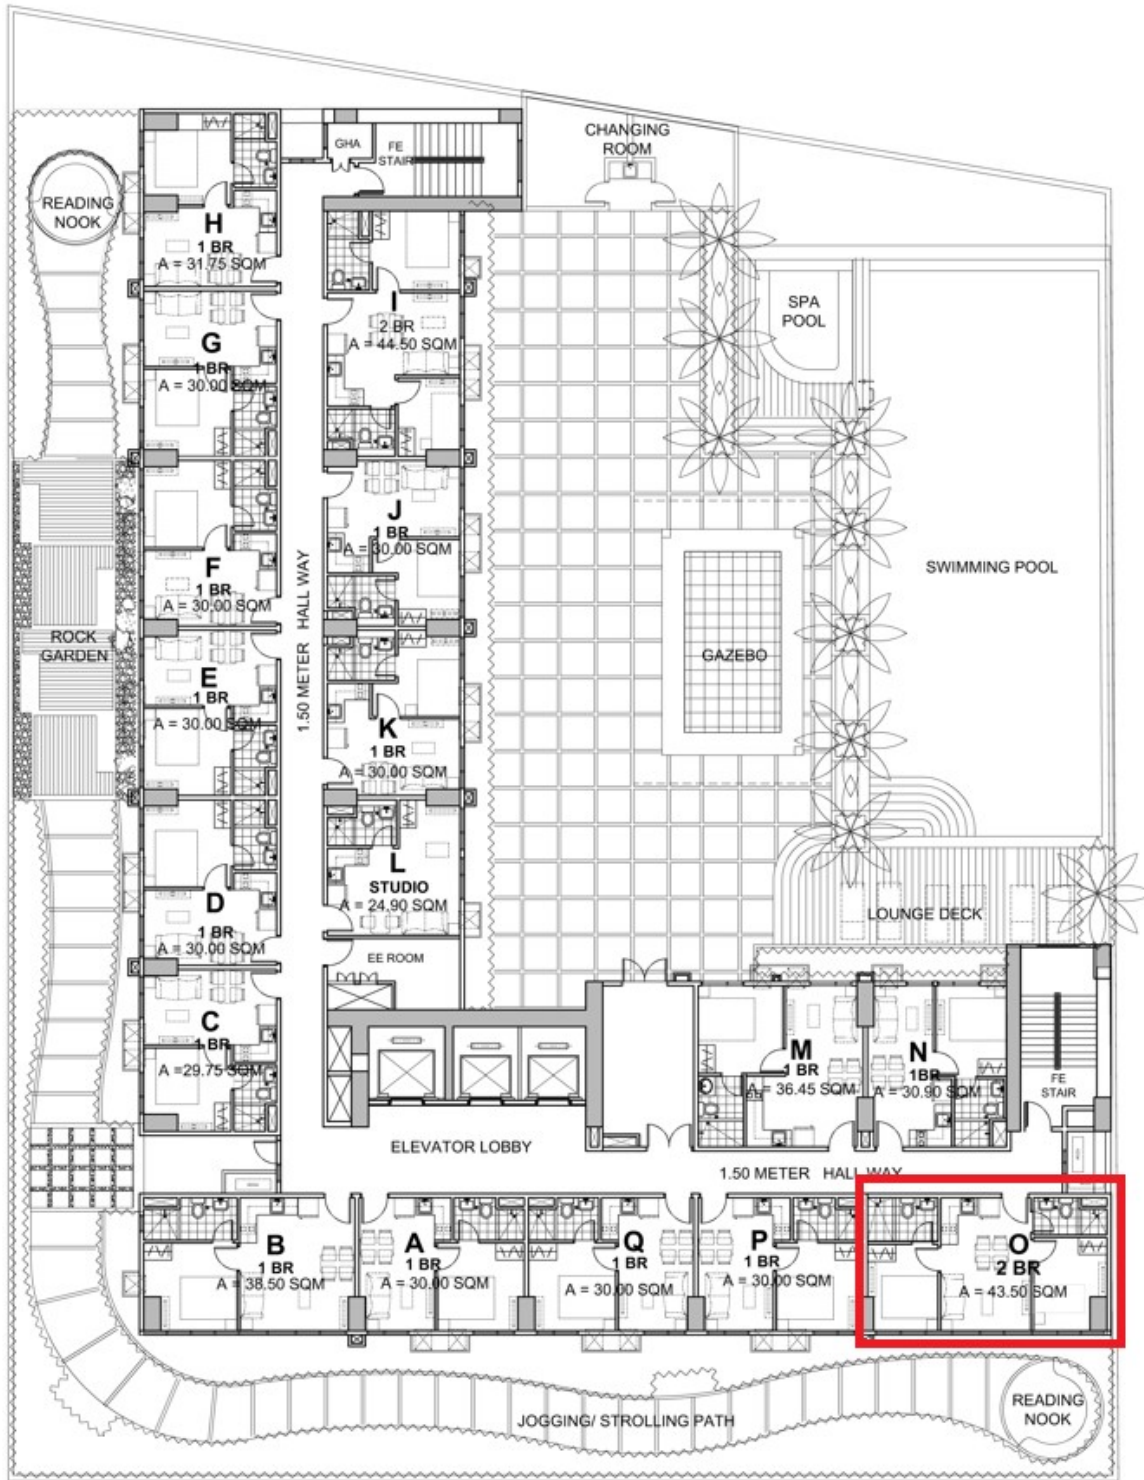 CHANGING
ROOM
GHA
FE
STAIR
READING
NOOK
H
1 BR
A = 31.75 SQM
I
2 BR
A = 44.50 SQM
SPA
POOL
G
1 BR
A = 30.00 SQM
J
1 BR
A = 30.00 SQM
F
1 BR
A = 30.00 SQM
SWIMMING POOL
1.50 METER HALL WAY
ROCK
GARDEN
GAZEBO
E
1 BR
A = 30.00 SQM
K
1 BR
A = 30.00 SQM
L
STUDIO
A = 24.90 SQM
D
1 BR
A = 30.00 SQM
LOUNGE DECK
EE ROOM
C
1 BR
A =29.75 SQM
M
1 BR
A = 36.45 SQM
N
1BR
A = 30.90 SQM
FE
STAIR
ELEVATOR LOBBY
1.50 METER HALL WAY
B
1 BR
A = 38.50 SQM
A
1 BR
A = 30.00 SQM
Q
1 BR
A = 30.00 SQM
P
1 BR
A = 30.00 SQM
O
2 BR
A = 43.50 SQM
JOGGING/ STROLLING PATH
READING
NOOK